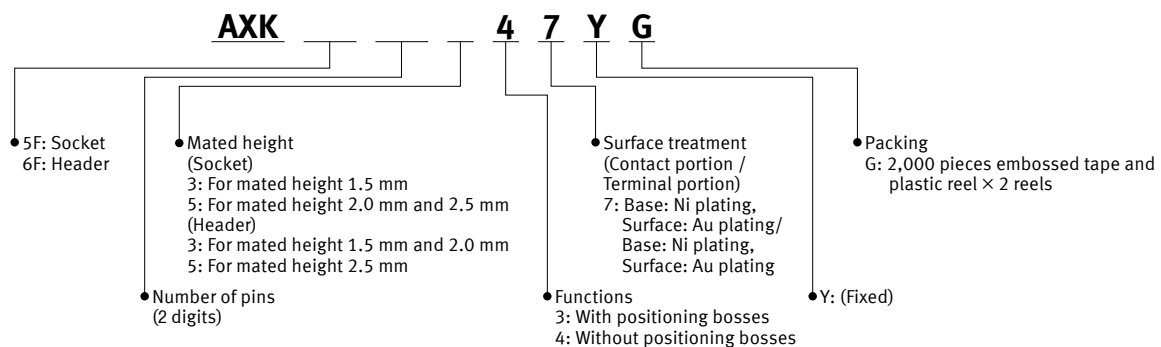 AXK 4 7 Y G
5F: Socket
6F: Header
Mated height
(Socket)
3: For mated height 1.5 mm
5: For mated height 2.0 mm and 2.5 mm
(Header)
3: For mated height 1.5 mm and 2.0 mm
5: For mated height 2.5 mm
Surface treatment
(Contact portion /
Terminal portion)
7: Base: Ni plating,
Surface: Au plating/
Base: Ni plating,
Surface: Au plating
Packing
G: 2,000 pieces embossed tape and
plastic reel × 2 reels
Number of pins
(2 digits)
Functions
3: With positioning bosses
4: Without positioning bosses
Y: (Fixed)